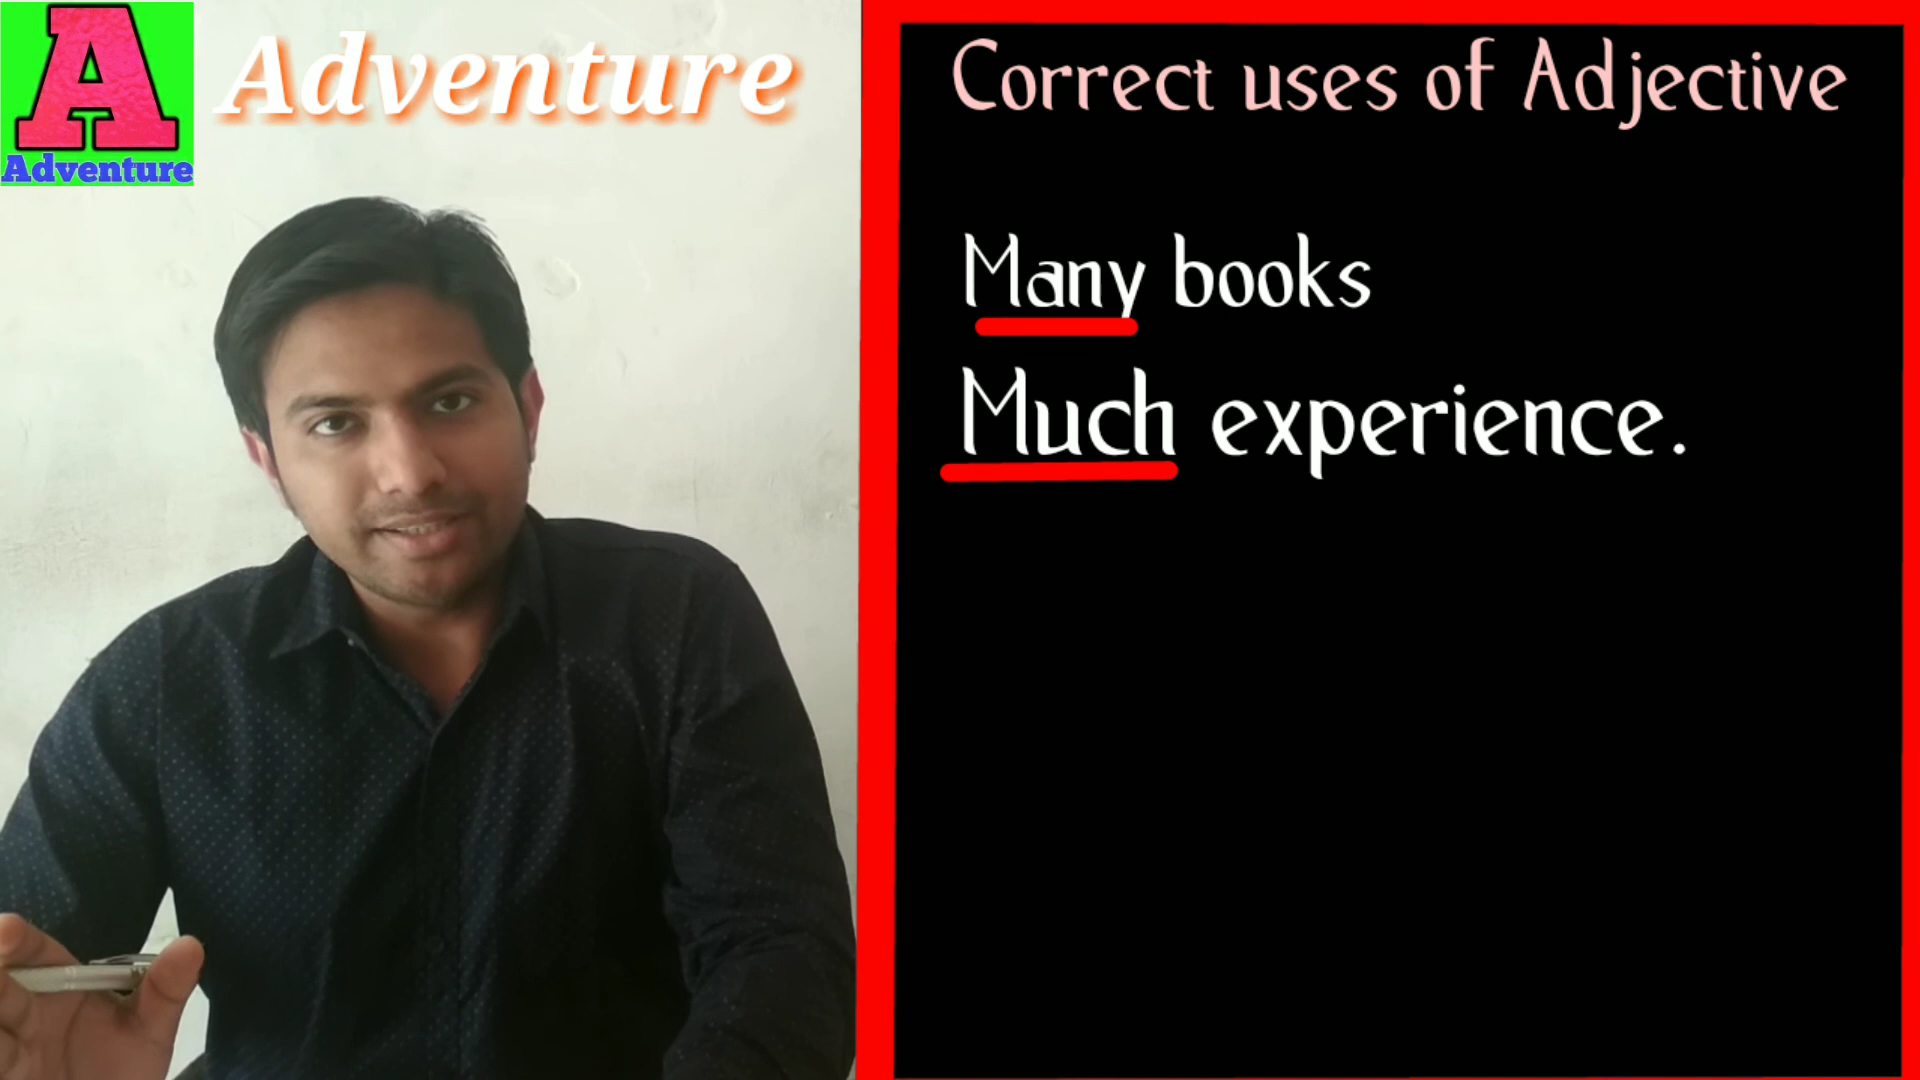 A
Adventure
Adventure
Correct uses of Adjective
Many books
Much experience.